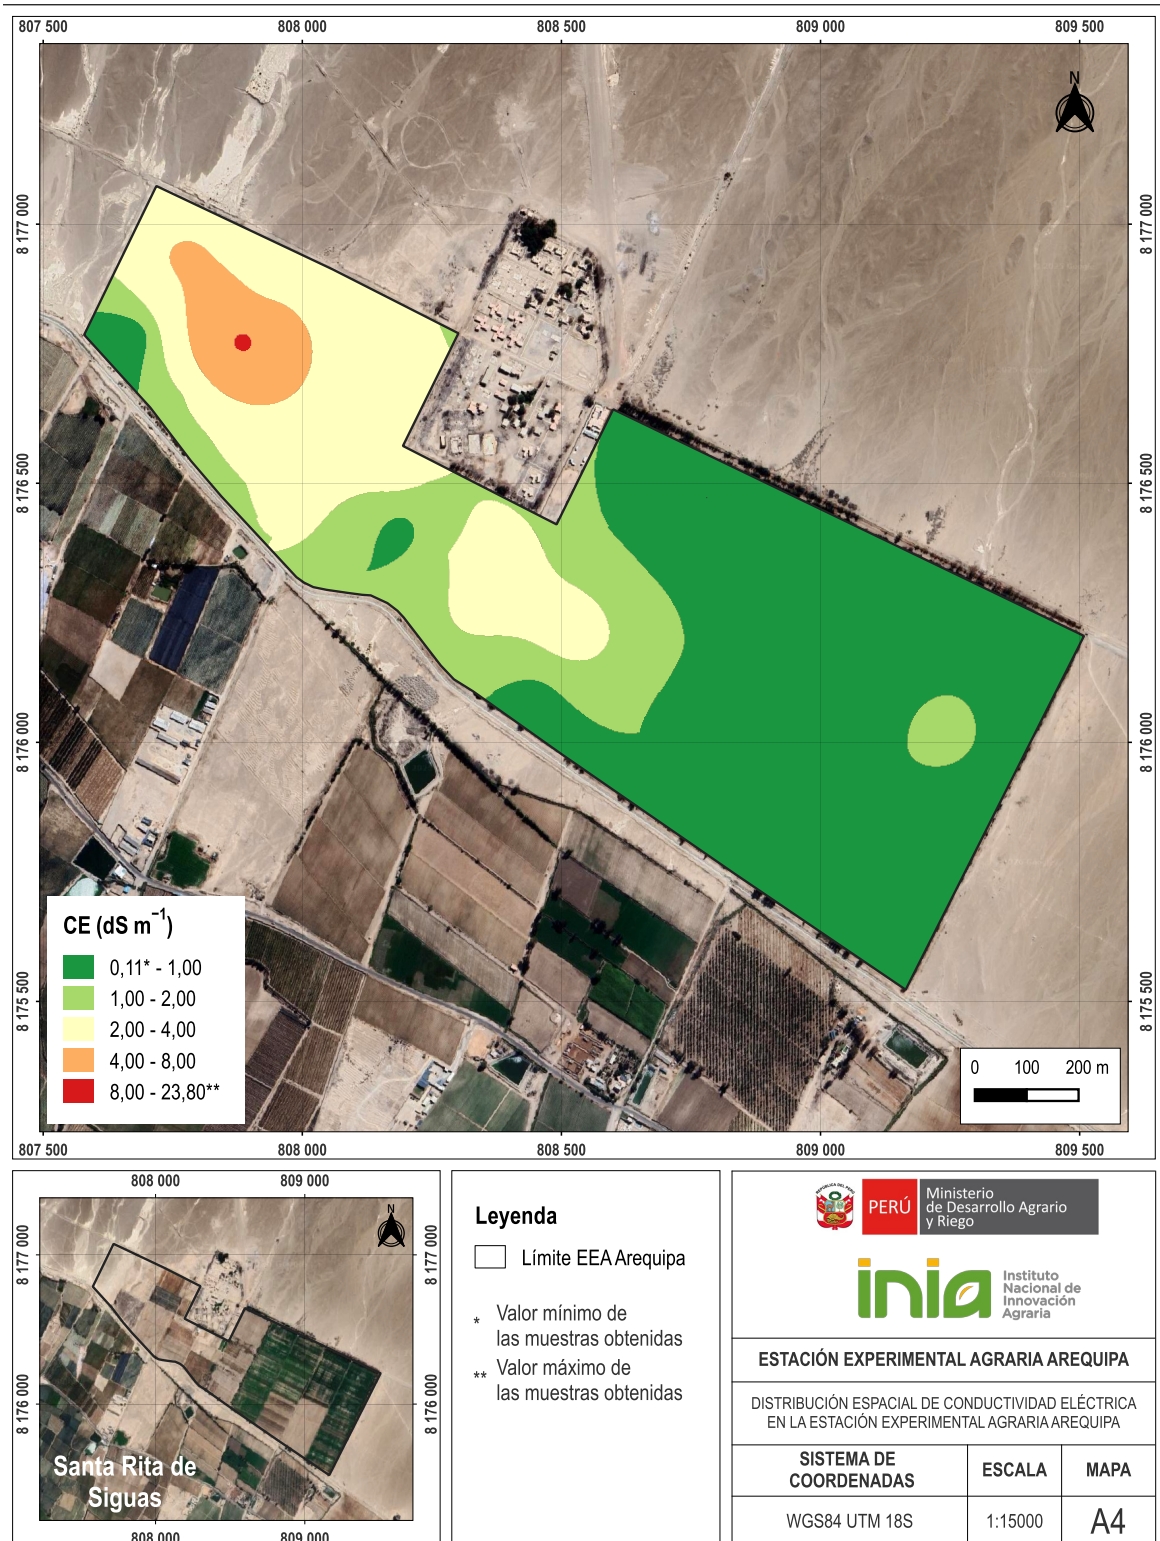 807 500
808 000
808 500
809 000
809 500
N
8 177 000
8 177 000
8 176 500
8 176 500
8 176 000
8 176 000
8 175 500
8 175 500
CE (dS m⁻¹)
0,11* - 1,00
1,00 - 2,00
2,00 - 4,00
4,00 - 8,00
8,00 - 23,80**
0 100 200 m
807 500
808 000
808 500
809 000
809 500
808 000
809 000
N
8 177 000
8 177 000
8 176 000
8 176 000
Santa Rita de
Siguas
808 000
809 000
Leyenda
Límite EEA Arequipa
* Valor mínimo de
las muestras obtenidas
** Valor máximo de
las muestras obtenidas
REPÚBLICA DEL PERÚ
PERÚ
Ministerio
de Desarrollo Agrario
y Riego
inia
Instituto
Nacional de
Innovación
Agraria
ESTACIÓN EXPERIMENTAL AGRARIA AREQUIPA
DISTRIBUCIÓN ESPACIAL DE CONDUCTIVIDAD ELÉCTRICA
EN LA ESTACIÓN EXPERIMENTAL AGRARIA AREQUIPA
SISTEMA DE
COORDENADAS
ESCALA
MAPA
WGS84 UTM 18S
1:15000
A4